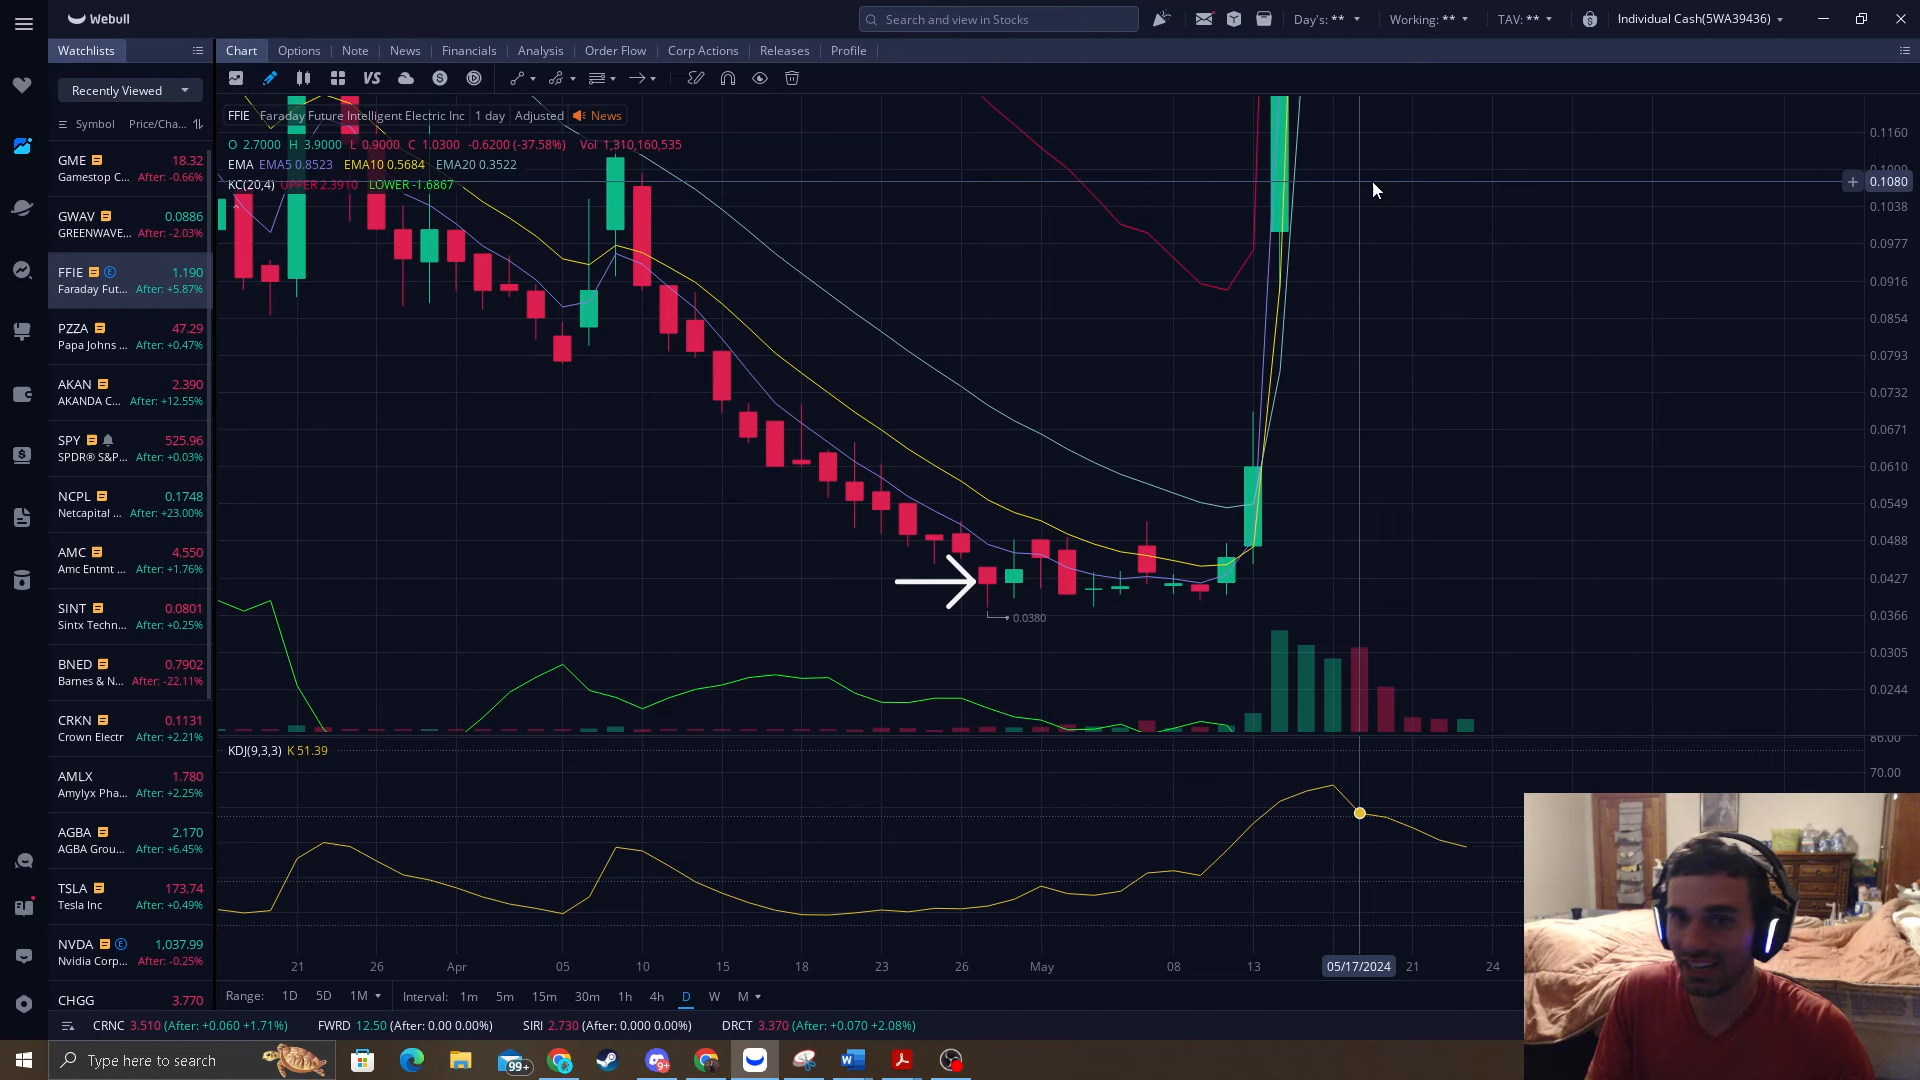 Webull
Search and view in Stocks
Day's: **
Working: **
TAV: **
Individual Cash(5WA39436)
Watchlists
Chart
Options
Note
News
Financials
Analysis
Order Flow
Corp Actions
Releases
Profile
VS
Recently Viewed
Symbol Price/Cha...
GME 18.32
Gamestop C... After: -0.66%
GWAV 0.0886
GREENWAVE... After: -2.03%
FFIE E 1.190
Faraday Fut... After: +5.87%
PZZA 47.29
Papa Johns ... After: +0.47%
AKAN 2.390
AKANDA C... After: +12.55%
SPY 525.96
SPDR® S&P... After: +0.03%
NCPL 0.1748
Netcapital ... After: +23.00%
AMC 4.550
Amc Entmt ... After: +1.76%
SINT 0.0801
Sintx Techn... After: +0.25%
BNED 0.7902
Barnes & N... After: -22.11%
CRKN 0.1131
Crown Electr After: +2.21%
AMLX 1.780
Amylyx Pha... After: +2.25%
AGBA 2.170
AGBA Grou... After: +6.45%
TSLA 173.74
Tesla Inc After: +0.49%
NVDA E 1,037.99
Nvidia Corp... After: -0.25%
CHGG 3.770
FFIE Faraday Future Intelligent Electric Inc 1 day Adjusted News
O 2.7000 H 3.9000 L 0.9000 C 1.0300 -0.6200 (-37.58%) Vol 1,310,160,535
EMA EMA5 0.8523 EMA10 0.5684 EMA20 0.3522
KC(20,4) UPPER 2.3910 LOWER -1.6867
0.0380
0.1160
0.1080
0.1038
0.0977
0.0916
0.0854
0.0793
0.0732
0.0671
0.0610
0.0549
0.0488
0.0427
0.0366
0.0305
0.0244
86.00
70.00
KDJ(9,3,3) K 51.39
21 26 Apr 05 10 15 18 23 26 May 08 13 05/17/2024 21 24
Range: 1D 5D 1M Interval: 1m 5m 15m 30m 1h 4h D W M
CRNC 3.510 (After: +0.060 +1.71%) FWRD 12.50 (After: 0.00 0.00%) SIRI 2.730 (After: 0.000 0.00%) DRCT 3.370 (After: +0.070 +2.08%)
Type here to search
99+
9+